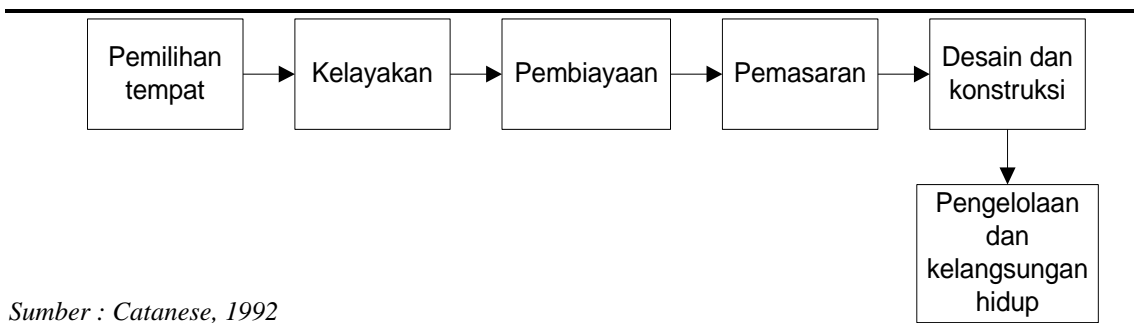 Pemilihan
tempat
Kelayakan
Pembiayaan
Pemasaran
Desain dan
konstruksi
Pengelolaan
dan
kelangsungan
hidup
Sumber : Catanese, 1992